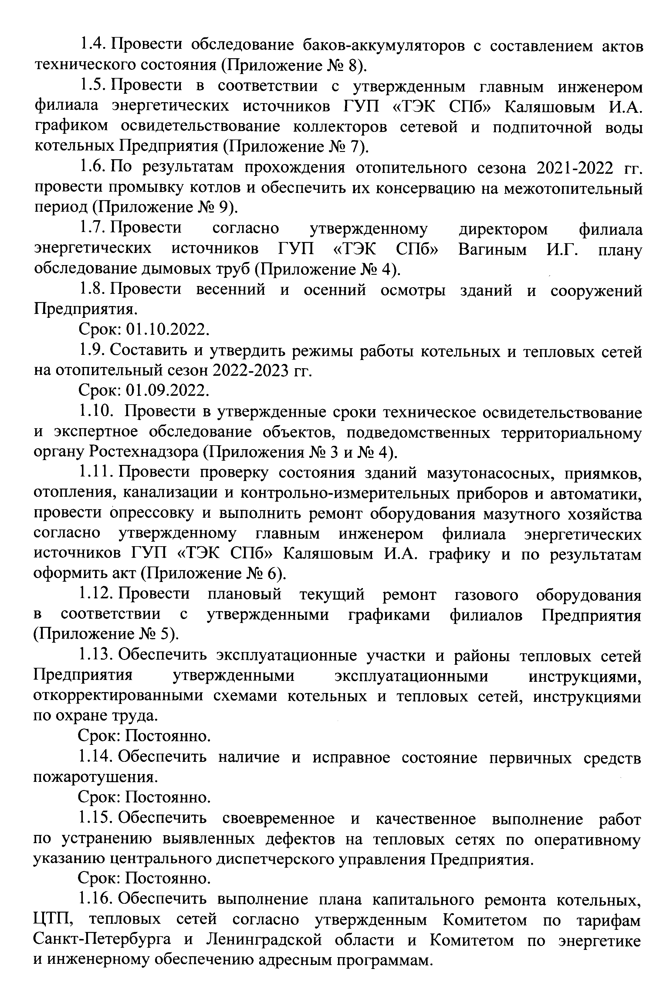 1.4. Провести обследование баков-аккумуляторов с составлением актов
технического состояния (Приложение № 8).
1.5. Провести в соответствии с утвержденным главным инженером
филиала энергетических источников ГУП «ТЭК СПб» Каляшовым И.А.
графиком освидетельствование коллекторов сетевой и подпиточной воды
котельных Предприятия (Приложение № 7).
1.6. По результатам прохождения отопительного сезона 2021-2022 гг.
провести промывку котлов и обеспечить их консервацию на межотопительный
период (Приложение № 9).
1.7. Провести согласно утвержденному директором филиала
энергетических источников ГУП «ТЭК СПб» Вагиным И.Г. плану
обследование дымовых труб (Приложение № 4).
1.8. Провести весенний и осенний осмотры зданий и сооружений
Предприятия.
Срок: 01.10.2022.
1.9. Составить и утвердить режимы работы котельных и тепловых сетей
на отопительный сезон 2022-2023 гг.
Срок: 01.09.2022.
1.10. Провести в утвержденные сроки техническое освидетельствование
и экспертное обследование объектов, подведомственных территориальному
органу Ростехнадзора (Приложения № 3 и № 4).
1.11. Провести проверку состояния зданий мазутонасосных, приямков,
отопления, канализации и контрольно-измерительных приборов и автоматики,
провести опрессовку и выполнить ремонт оборудования мазутного хозяйства
согласно утвержденному главным инженером филиала энергетических
источников ГУП «ТЭК СПб» Каляшовым И.А. графику и по результатам
оформить акт (Приложение № 6).
1.12. Провести плановый текущий ремонт газового оборудования
в соответствии с утвержденными графиками филиалов Предприятия
(Приложение № 5).
1.13. Обеспечить эксплуатационные участки и районы тепловых сетей
Предприятия утвержденными эксплуатационными инструкциями,
откорректированными схемами котельных и тепловых сетей, инструкциями
по охране труда.
Срок: Постоянно.
1.14. Обеспечить наличие и исправное состояние первичных средств
пожаротушения.
Срок: Постоянно.
1.15. Обеспечить своевременное и качественное выполнение работ
по устранению выявленных дефектов на тепловых сетях по оперативному
указанию центрального диспетчерского управления Предприятия.
Срок: Постоянно.
1.16. Обеспечить выполнение плана капитального ремонта котельных,
ЦТП, тепловых сетей согласно утвержденным Комитетом по тарифам
Санкт-Петербурга и Ленинградской области и Комитетом по энергетике
и инженерному обеспечению адресным программам.